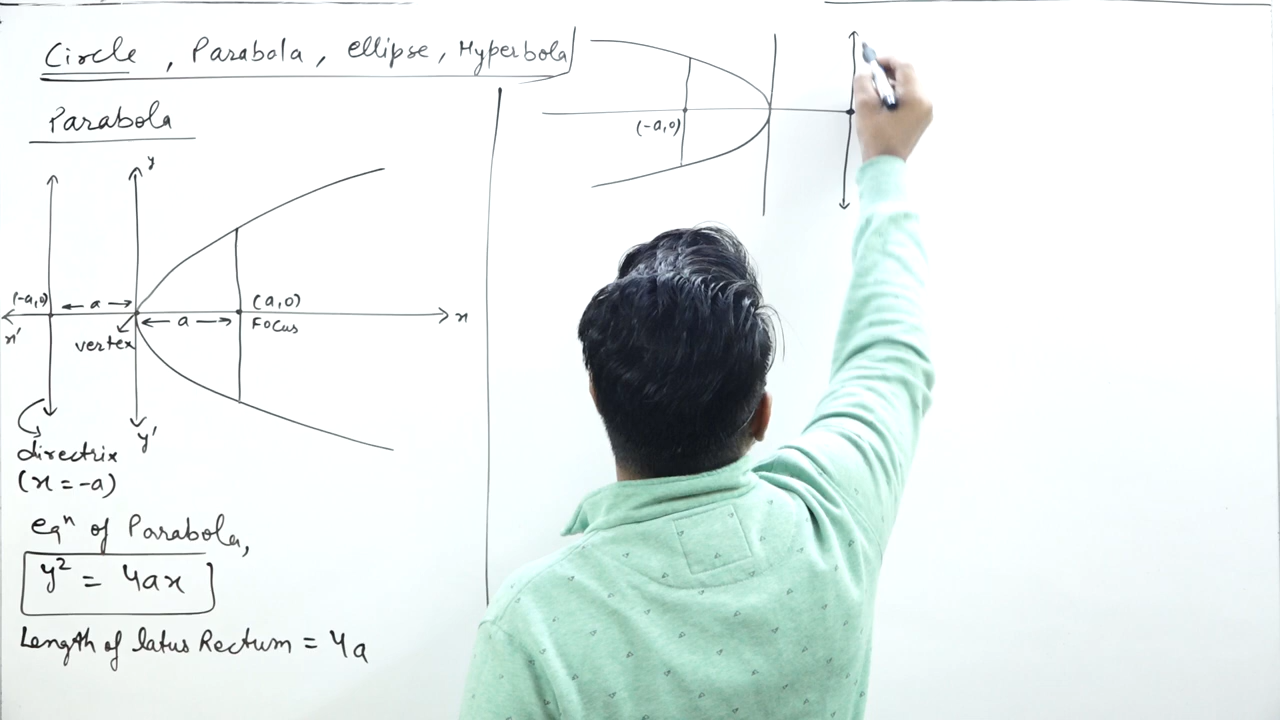 Circle , Parabola, ellipse, Hyperbola
Parabola
y
(-a,0)
a
a
(a,0)
Focus
x
x'
vertex
y'
directrix
(x = -a)
eqⁿ of Parabola,
y² = 4ax
Length of latus Rectum = 4a
(-a,0)